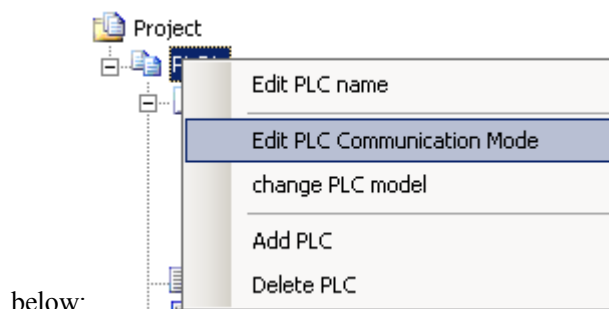 Project
Edit PLC name
Edit PLC Communication Mode
change PLC model
Add PLC
Delete PLC
below: